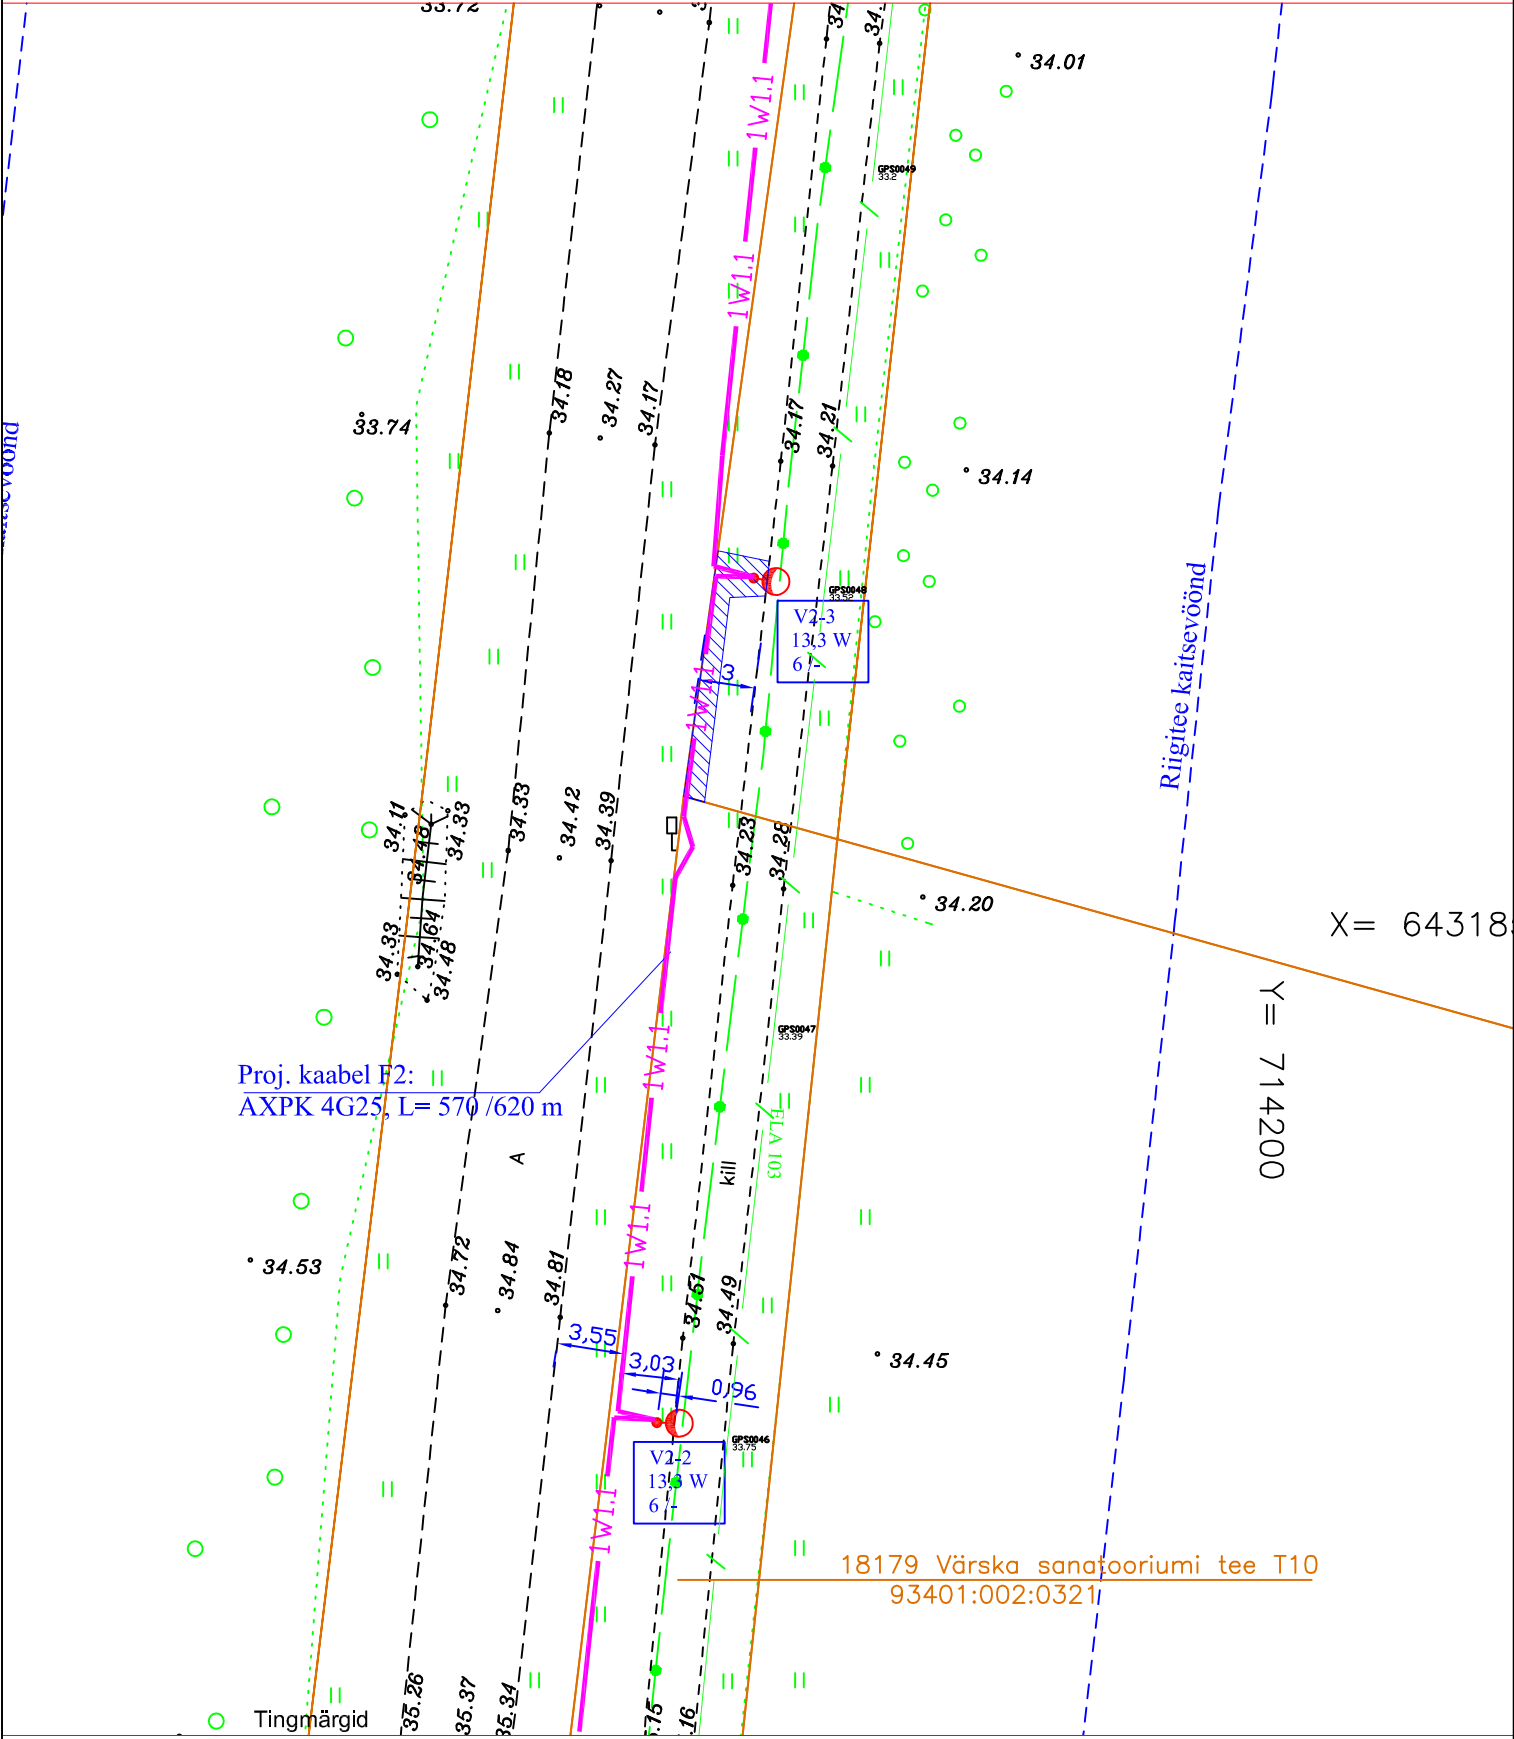 33.72
34.01
1W1.1
GPS0049
33.2
1W1.1
34.18
34.27
34.17
34.17
34.21
33.74
34.14
Riigitee kaitsevöönd
GPS0048
33.52
V2-3
13,3 W
6 /-
3
1W1.1
34.11
34.48
34.33
34.33
34.42
34.39
34.23
34.28
34.20
X= 64318
34.33
34.64
34.48
Y= 714200
GPS0047
33.39
1W1.1
Proj. kaabel F2:
AXPK 4G25, L= 570 /620 m
ELA 103
A
kill
1W1.1
34.53
34.72
34.84
34.81
34.51
34.49
3,55
3,03
0,96
34.45
GPS0046
33.75
V2-2
13,3 W
6 /-
1W1.1
18179 Värska sanatooriumi tee T10
93401:002:0321
35.26
35.37
35.34
.15
.16
Tingmärgid